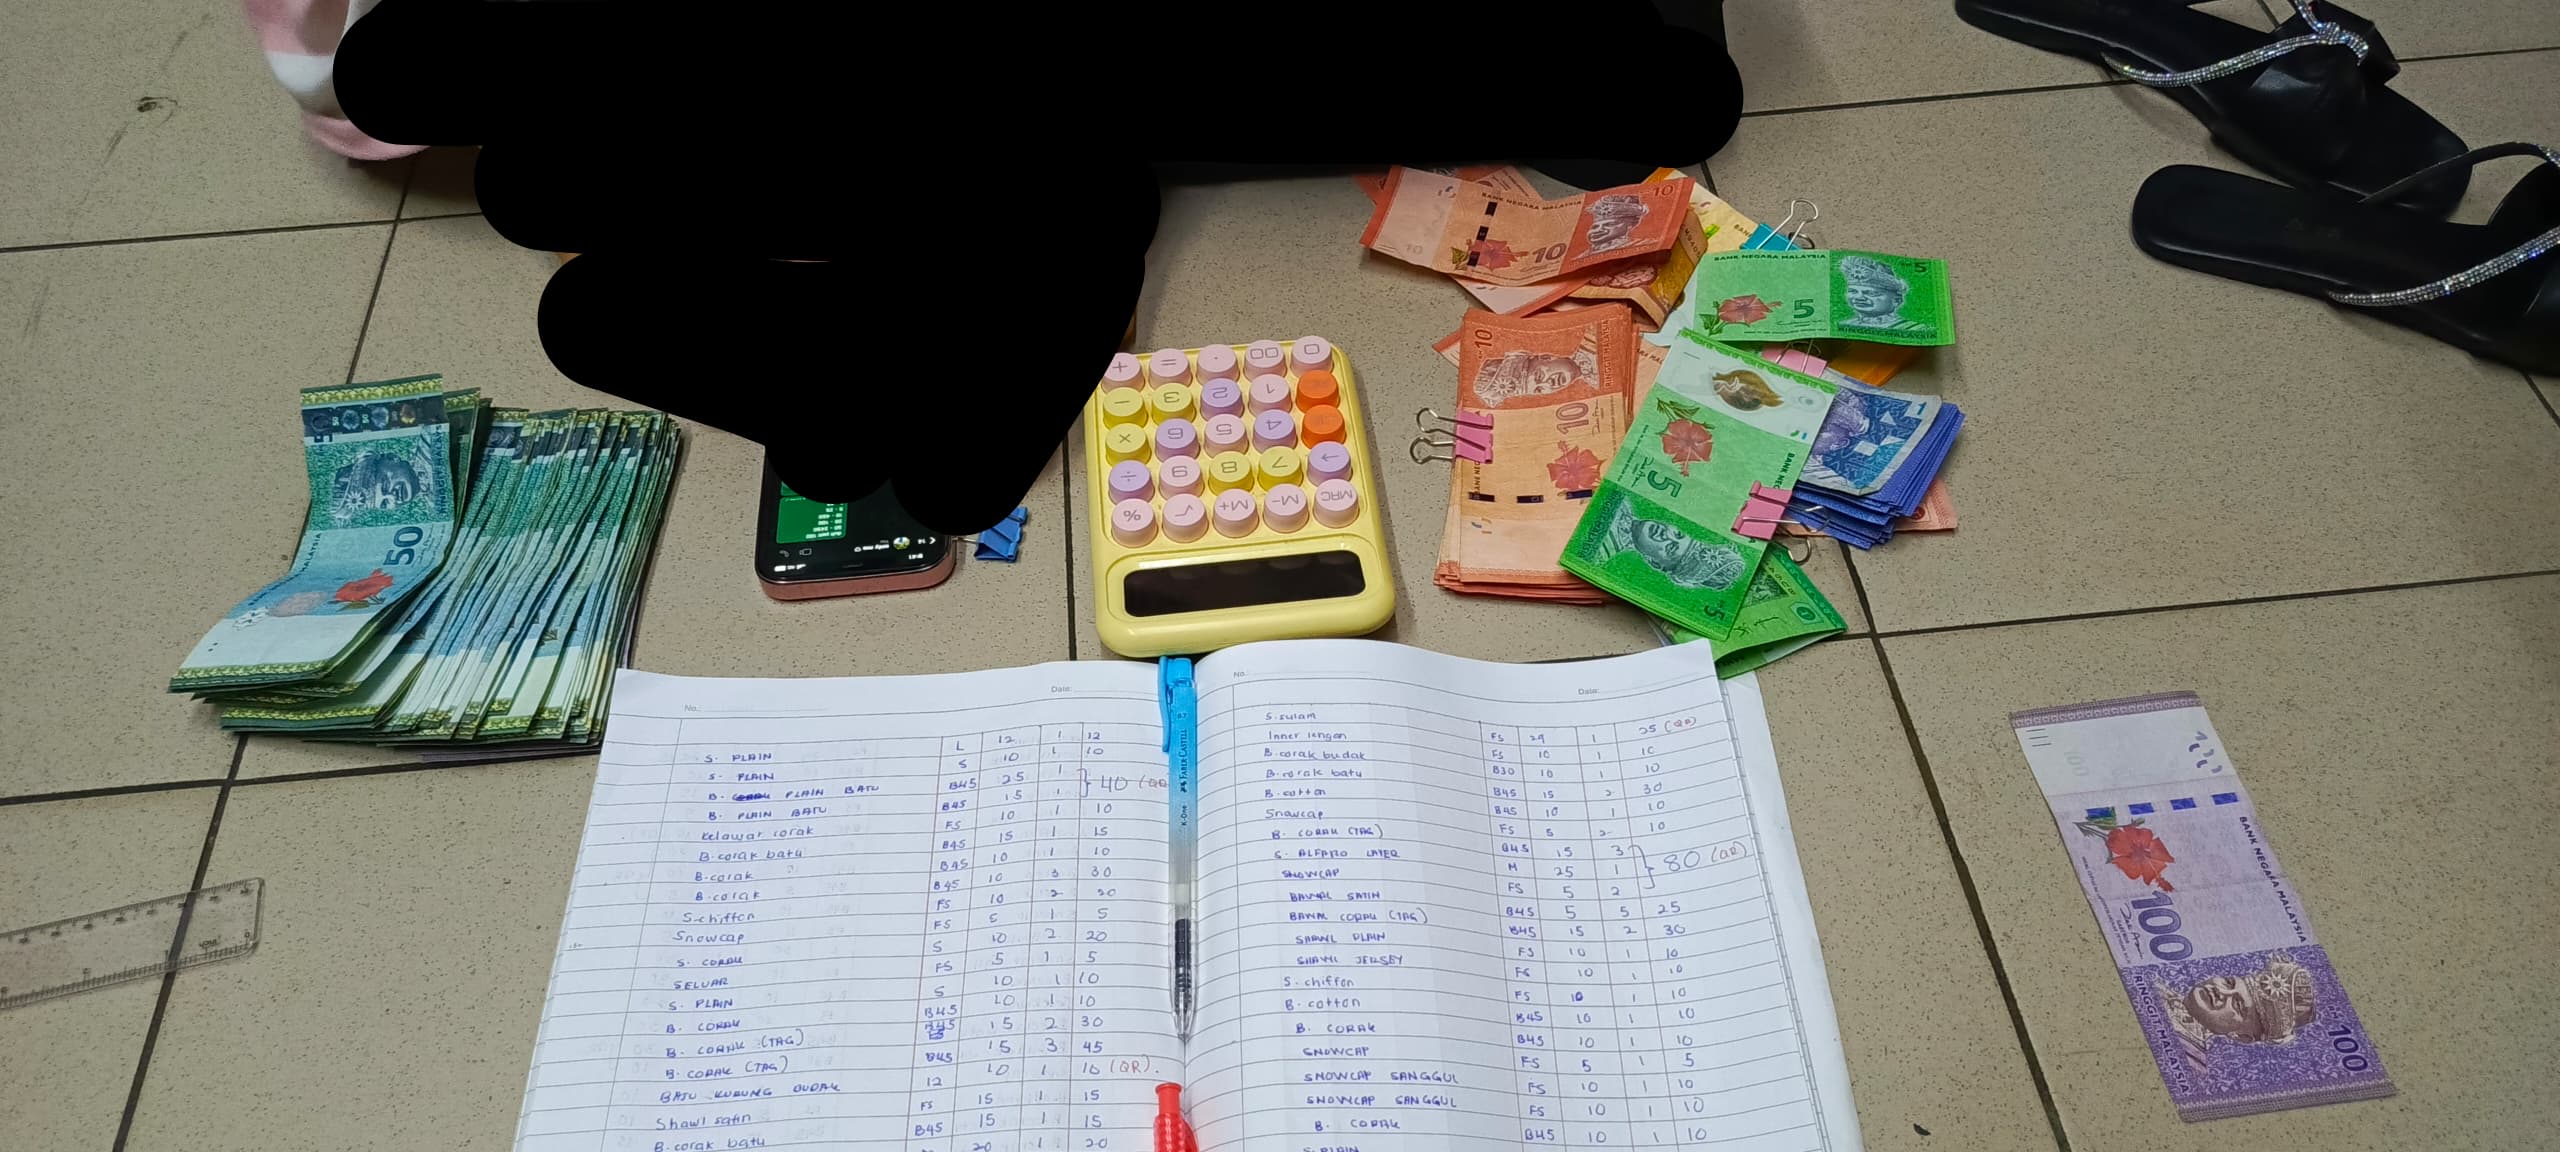 BANK NEGARA MALAYSIA
10
10
BANK NEGARA MALAYSIA
5
5
RINGGIT MALAYSIA
RM10
10
1
5
5
50
0 00 . = +
1 2 3 -
4 5 6 ×
→ 7 8 9 ÷
MRC M- M+ √ %
K-One FABER-CASTELL 0.7
No.: Date:
S. PLAIN L 12 1 12
S. PLAIN S 10 1 10
B. PLAIN BATU B45 25 1 40 (QR
B. PLAIN BATU B45 15 1
Kelawar corak FS 10 1 10
B.corak batu B45 15 1 15
B.corak B45 10 1 10
B.corak B45 10 3 30
S.chiffon FS 10 2 20
Snowcap FS 5 1 5
S. CORAK S 10 2 20
SELUAR FS 5 1 5
S. PLAIN S 10 1 10
B. CORAK B45 10 1 10
B. CORAK (TAG) B45 15 2 30
B. CORAK (TAG) B45 15 3 45
BAJU KURUNG BUDAK 12 10 1 10 (QR).
Shawl satin FS 15 1 15
B.corak batu B45 15 1 15
20 1 20
No.: Date:
S.sulam FS 29 1 25 (QR)
Inner lengan FS 10 1 10
B.corak budak B30 10 1 10
B.corak batu B45 15 2 30
B.cotton B45 10 1 10
Snowcap FS 5 2 10
B. CORAK (TAG) B45 15 3
S. ALFARO LAYER M 25 1 80 (QR)
SNOWCAP FS 5 2
BAWAL SATIN B45 5 5 25
BAWAL CORAK (TAG) B45 15 2 30
SHAWL PLAIN FS 10 1 10
SHAWL JERSEY FS 10 1 10
S.chiffon FS 10 1 10
B.cotton B45 10 1 10
B. CORAK B45 10 1 10
SNOWCAP FS 5 1 5
SNOWCAP SANGGUL FS 10 1 10
SNOWCAP SANGGUL FS 10 1 10
B. CORAK B45 10 1 10
S.PLAIN
BANK NEGARA MALAYSIA
100
RINGGIT MALAYSIA
100